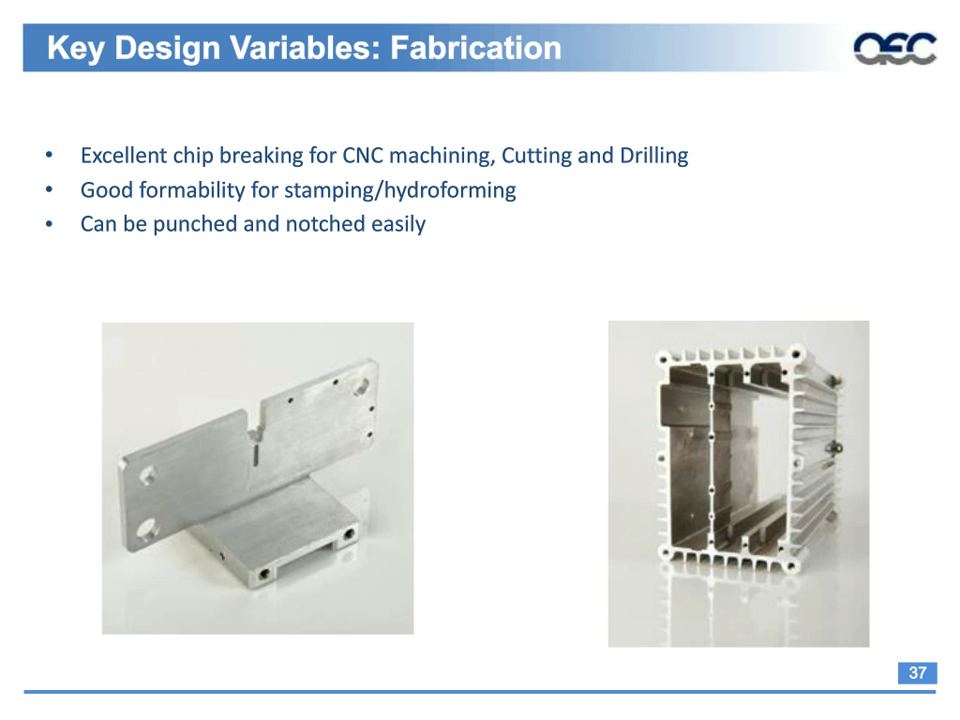 Key Design Variables: Fabrication
AEC
• Excellent chip breaking for CNC machining, Cutting and Drilling
• Good formability for stamping/hydroforming
• Can be punched and notched easily
37